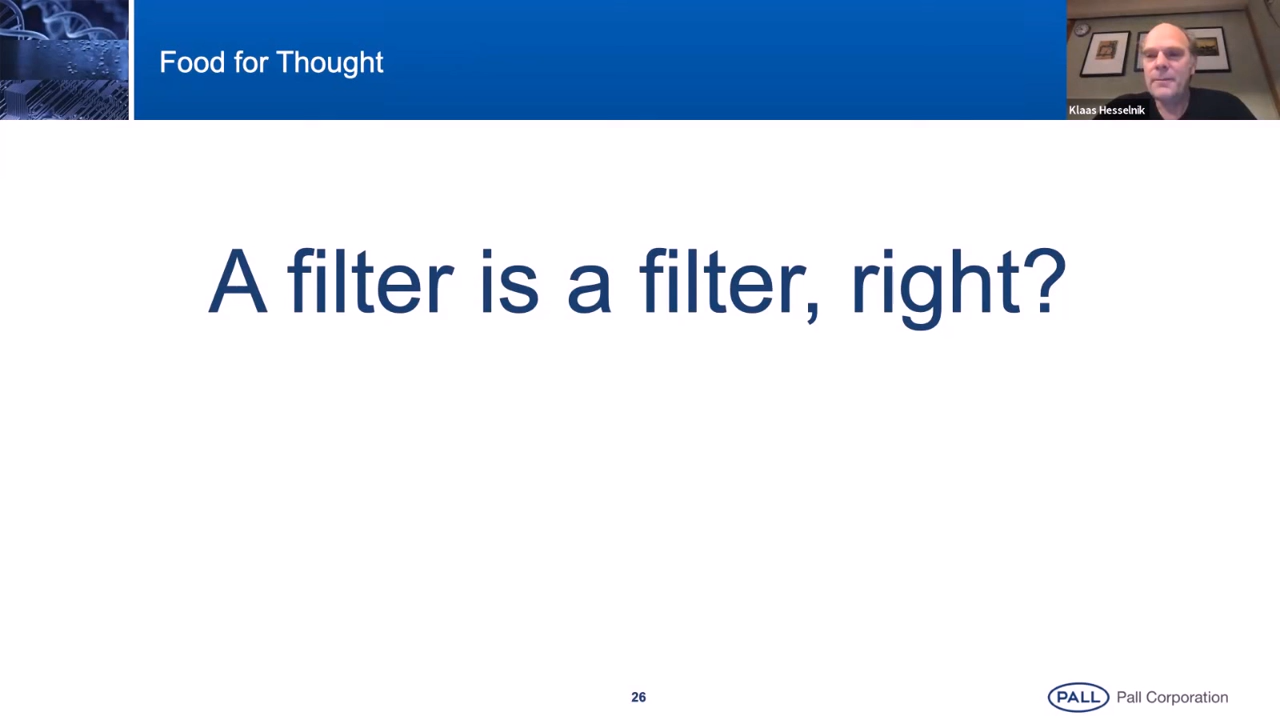 Food for Thought
Klaas Hesselnik
A filter is a filter, right?
26
PALL Pall Corporation